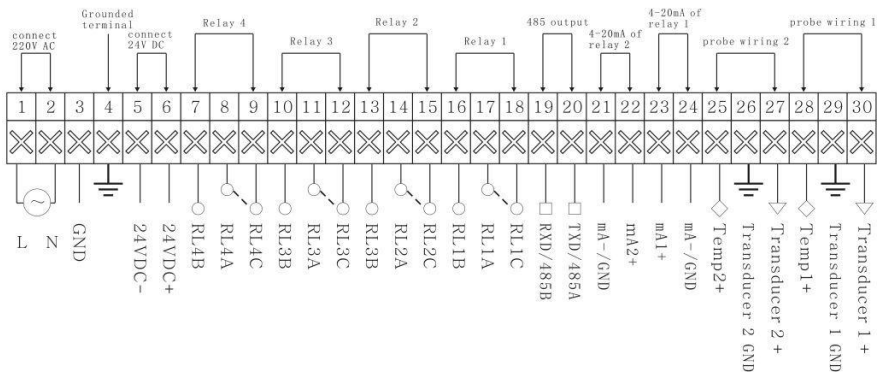 connect
220V AC
Grounded
terminal
connect
24V DC
Relay 4
Relay 3
Relay 2
Relay 1
485 output
4-20mA of
relay 2
4-20mA of
relay 1
probe wiring 2
probe wiring 1
1 2 3 4 5 6 7 8 9 10 11 12 13 14 15 16 17 18 19 20 21 22 23 24 25 26 27 28 29 30
L N
GND
24VDC-
24VDC+
RL4B
RL4A
RL4C
RL3B
RL3A
RL3C
RL2B
RL2A
RL2C
RL1B
RL1A
RL1C
RXD/485B
TXD/485A
mA-/GND
mA2+
mA1+
mA-/GND
Temp2+
Transducer 2 GND
Transducer 2 +
Temp1+
Transducer 1 GND
Transducer 1 +